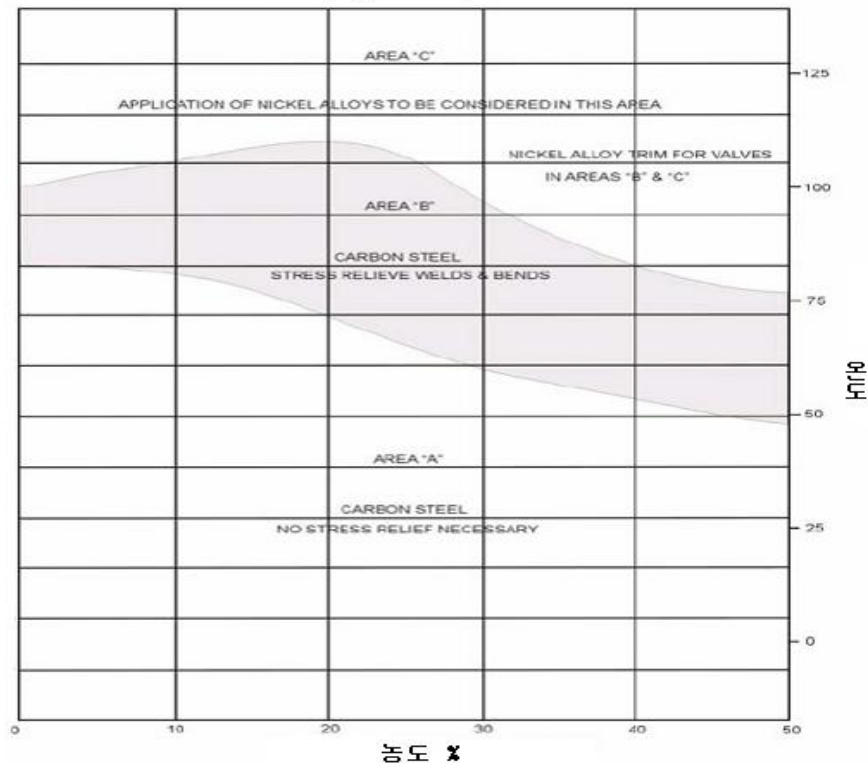 AREA "C"
125
APPLICATION OF NICKEL ALLOYS TO BE CONSIDERED IN THIS AREA
NICKEL ALLOY TRIM FOR VALVES
IN AREAS "B" & "C"
100
AREA "B"
CARBON STEEL
STRESS RELIEVE WELDS & BENDS
75
50
AREA "A"
CARBON STEEL
NO STRESS RELIEF NECESSARY
25
0
0 10 20 30 40 50
농도 %